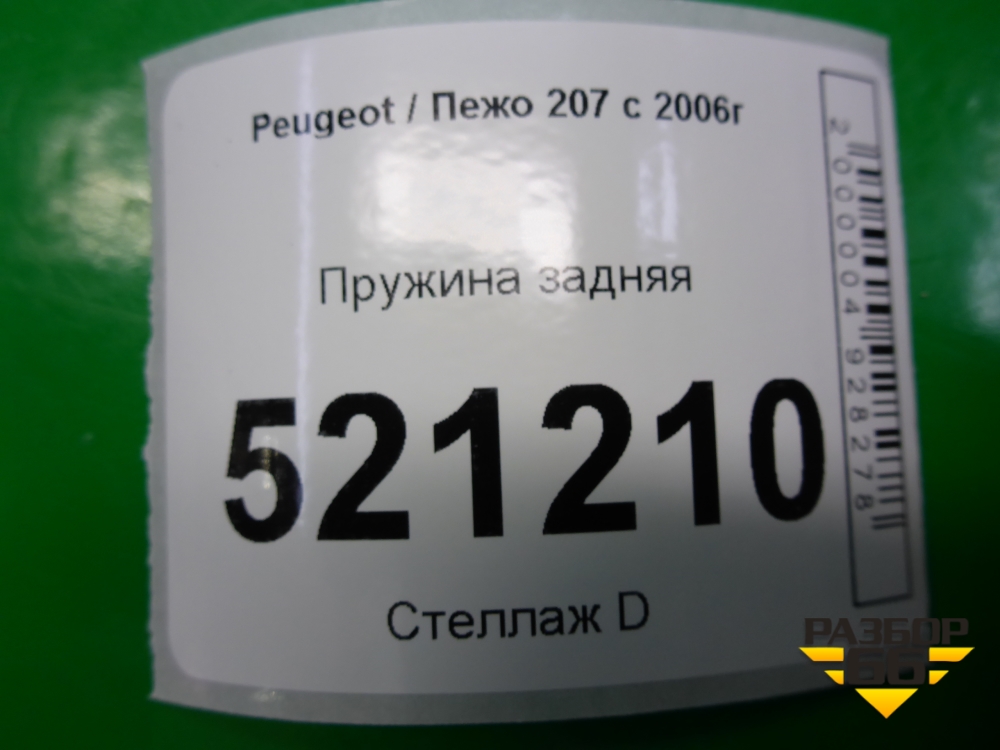 Peugeot / Пежо 207 с 2006г
Пружина задняя
521210
Стеллаж D
2000004928278
РАЗБОР
66